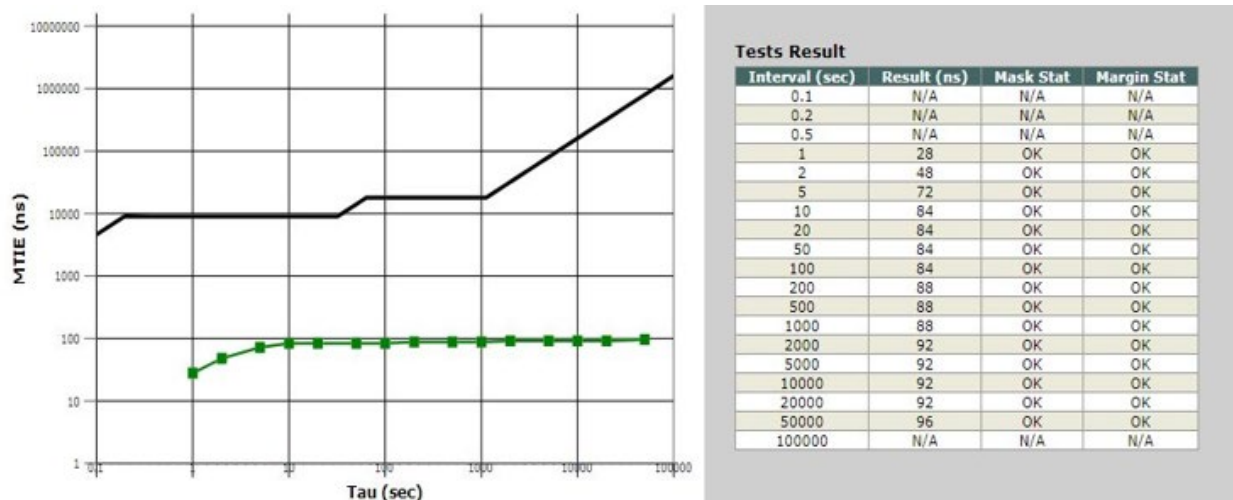 10000000
1000000
100000
10000
1000
100
10
1
MTIE (ns)
0.1 1 10 100 1000 10000 100000
Tau (sec)
Tests Result
Interval (sec) Result (ns) Mask Stat Margin Stat
0.1 N/A N/A N/A
0.2 N/A N/A N/A
0.5 N/A N/A N/A
1 28 OK OK
2 48 OK OK
5 72 OK OK
10 84 OK OK
20 84 OK OK
50 84 OK OK
100 84 OK OK
200 88 OK OK
500 88 OK OK
1000 88 OK OK
2000 92 OK OK
5000 92 OK OK
10000 92 OK OK
20000 92 OK OK
50000 96 OK OK
100000 N/A N/A N/A